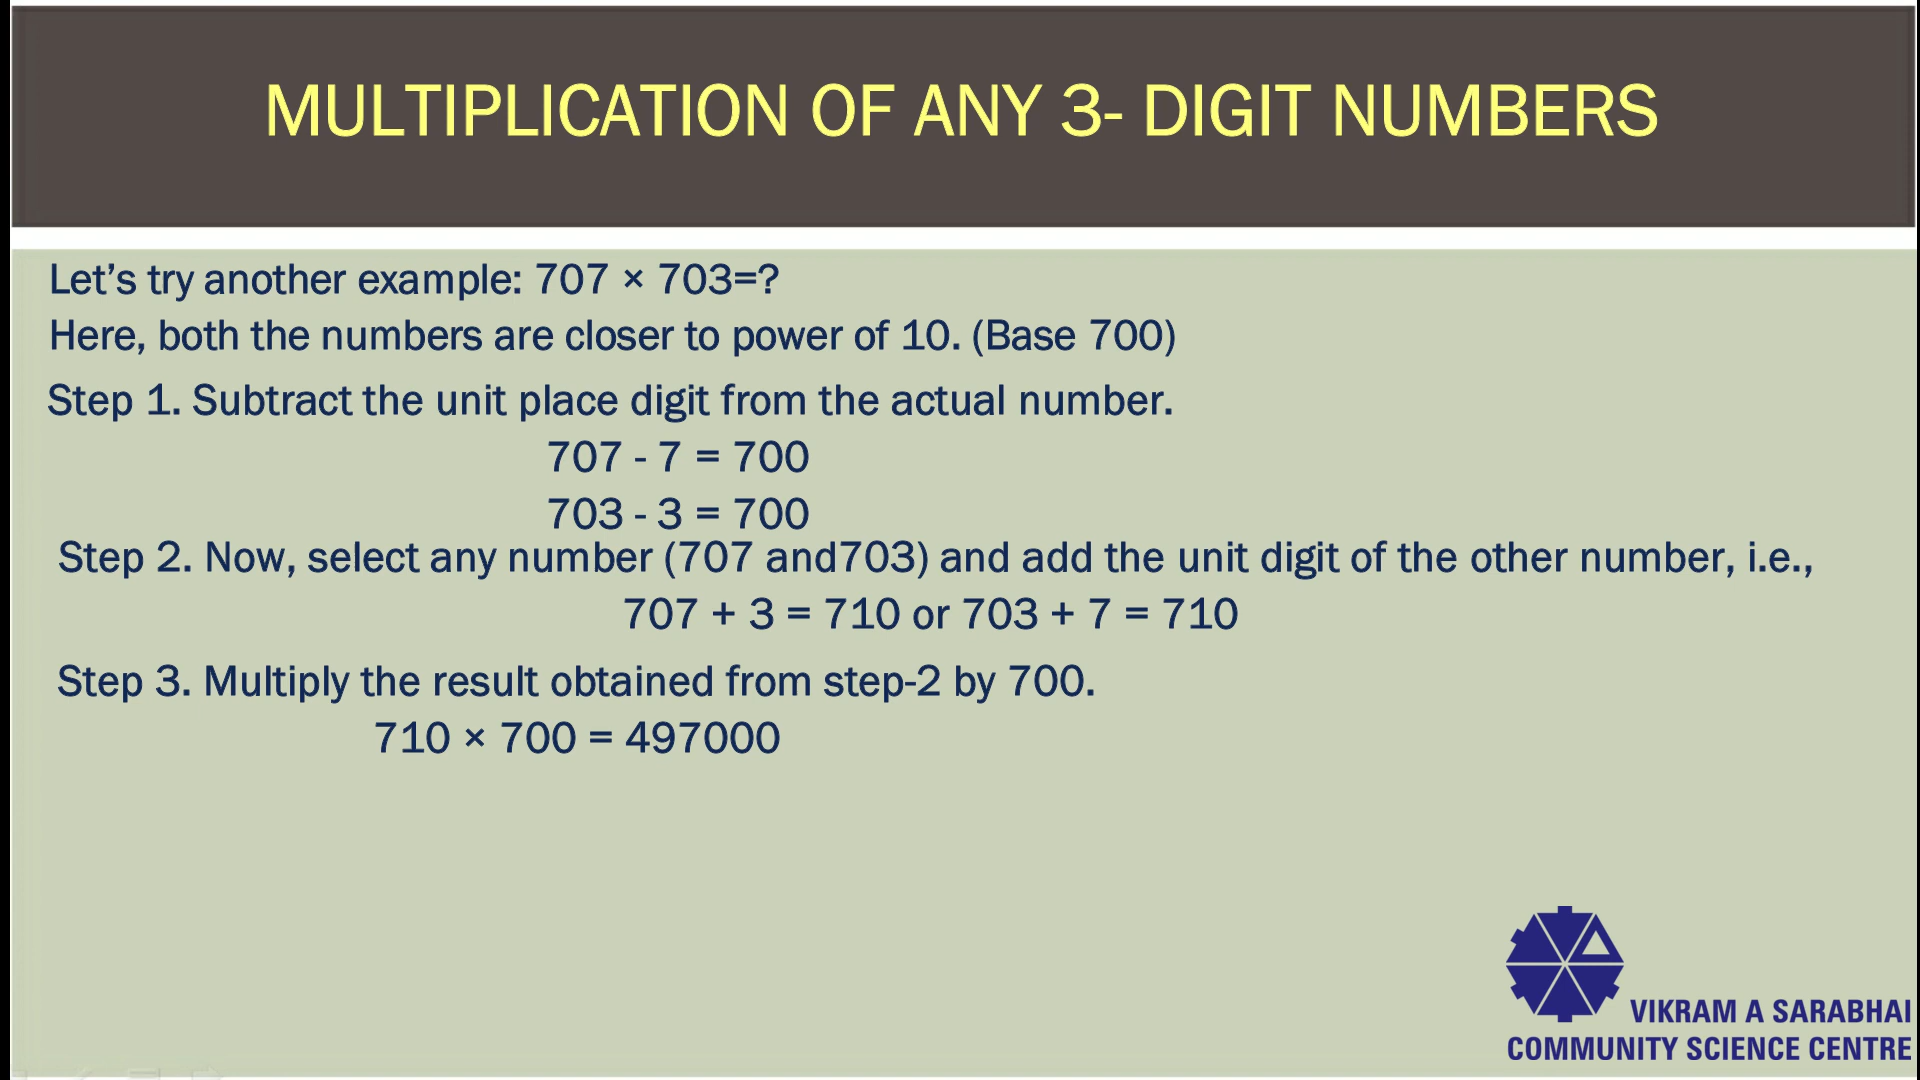 MULTIPLICATION OF ANY 3- DIGIT NUMBERS
Let’s try another example: 707 × 703=?
Here, both the numbers are closer to power of 10. (Base 700)
Step 1. Subtract the unit place digit from the actual number.
707 - 7 = 700
703 - 3 = 700
Step 2. Now, select any number (707 and703) and add the unit digit of the other number, i.e.,
707 + 3 = 710 or 703 + 7 = 710
Step 3. Multiply the result obtained from step-2 by 700.
710 × 700 = 497000
VIKRAM A SARABHAI
COMMUNITY SCIENCE CENTRE